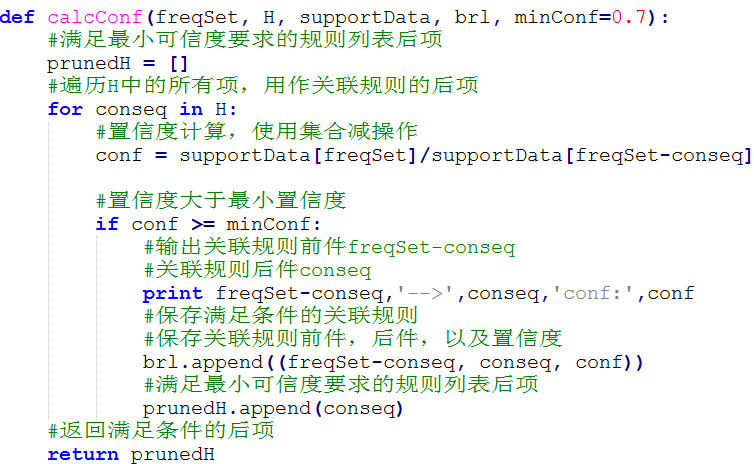 def calcConf(freqSet, H, supportData, brl, minConf=0.7):
    #满足最小可信度要求的规则列表后项
    prunedH = []
    #遍历H中的所有项，用作关联规则的后项
    for conseq in H:
        #置信度计算，使用集合减操作
        conf = supportData[freqSet]/supportData[freqSet-conseq]
        #置信度大于最小置信度
        if conf >= minConf:
            #输出关联规则前件freqSet-conseq
            #关联规则后件conseq
            print freqSet-conseq,'-->',conseq,'conf:',conf
            #保存满足条件的关联规则
            #保存关联规则前件，后件，以及置信度
            brl.append((freqSet-conseq, conseq, conf))
            #满足最小可信度要求的规则列表后项
            prunedH.append(conseq)
    #返回满足条件的后项
    return prunedH